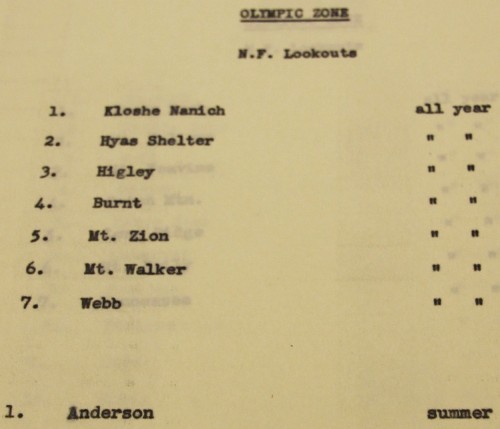 OLYMPIC ZONE
N.F. Lookouts
1. Kloshe Nanich all year
2. Hyas Shelter " "
3. Higley " "
4. Burnt " "
5. Mt. Zion " "
6. Mt. Walker " "
7. Webb " "
1. Anderson summer